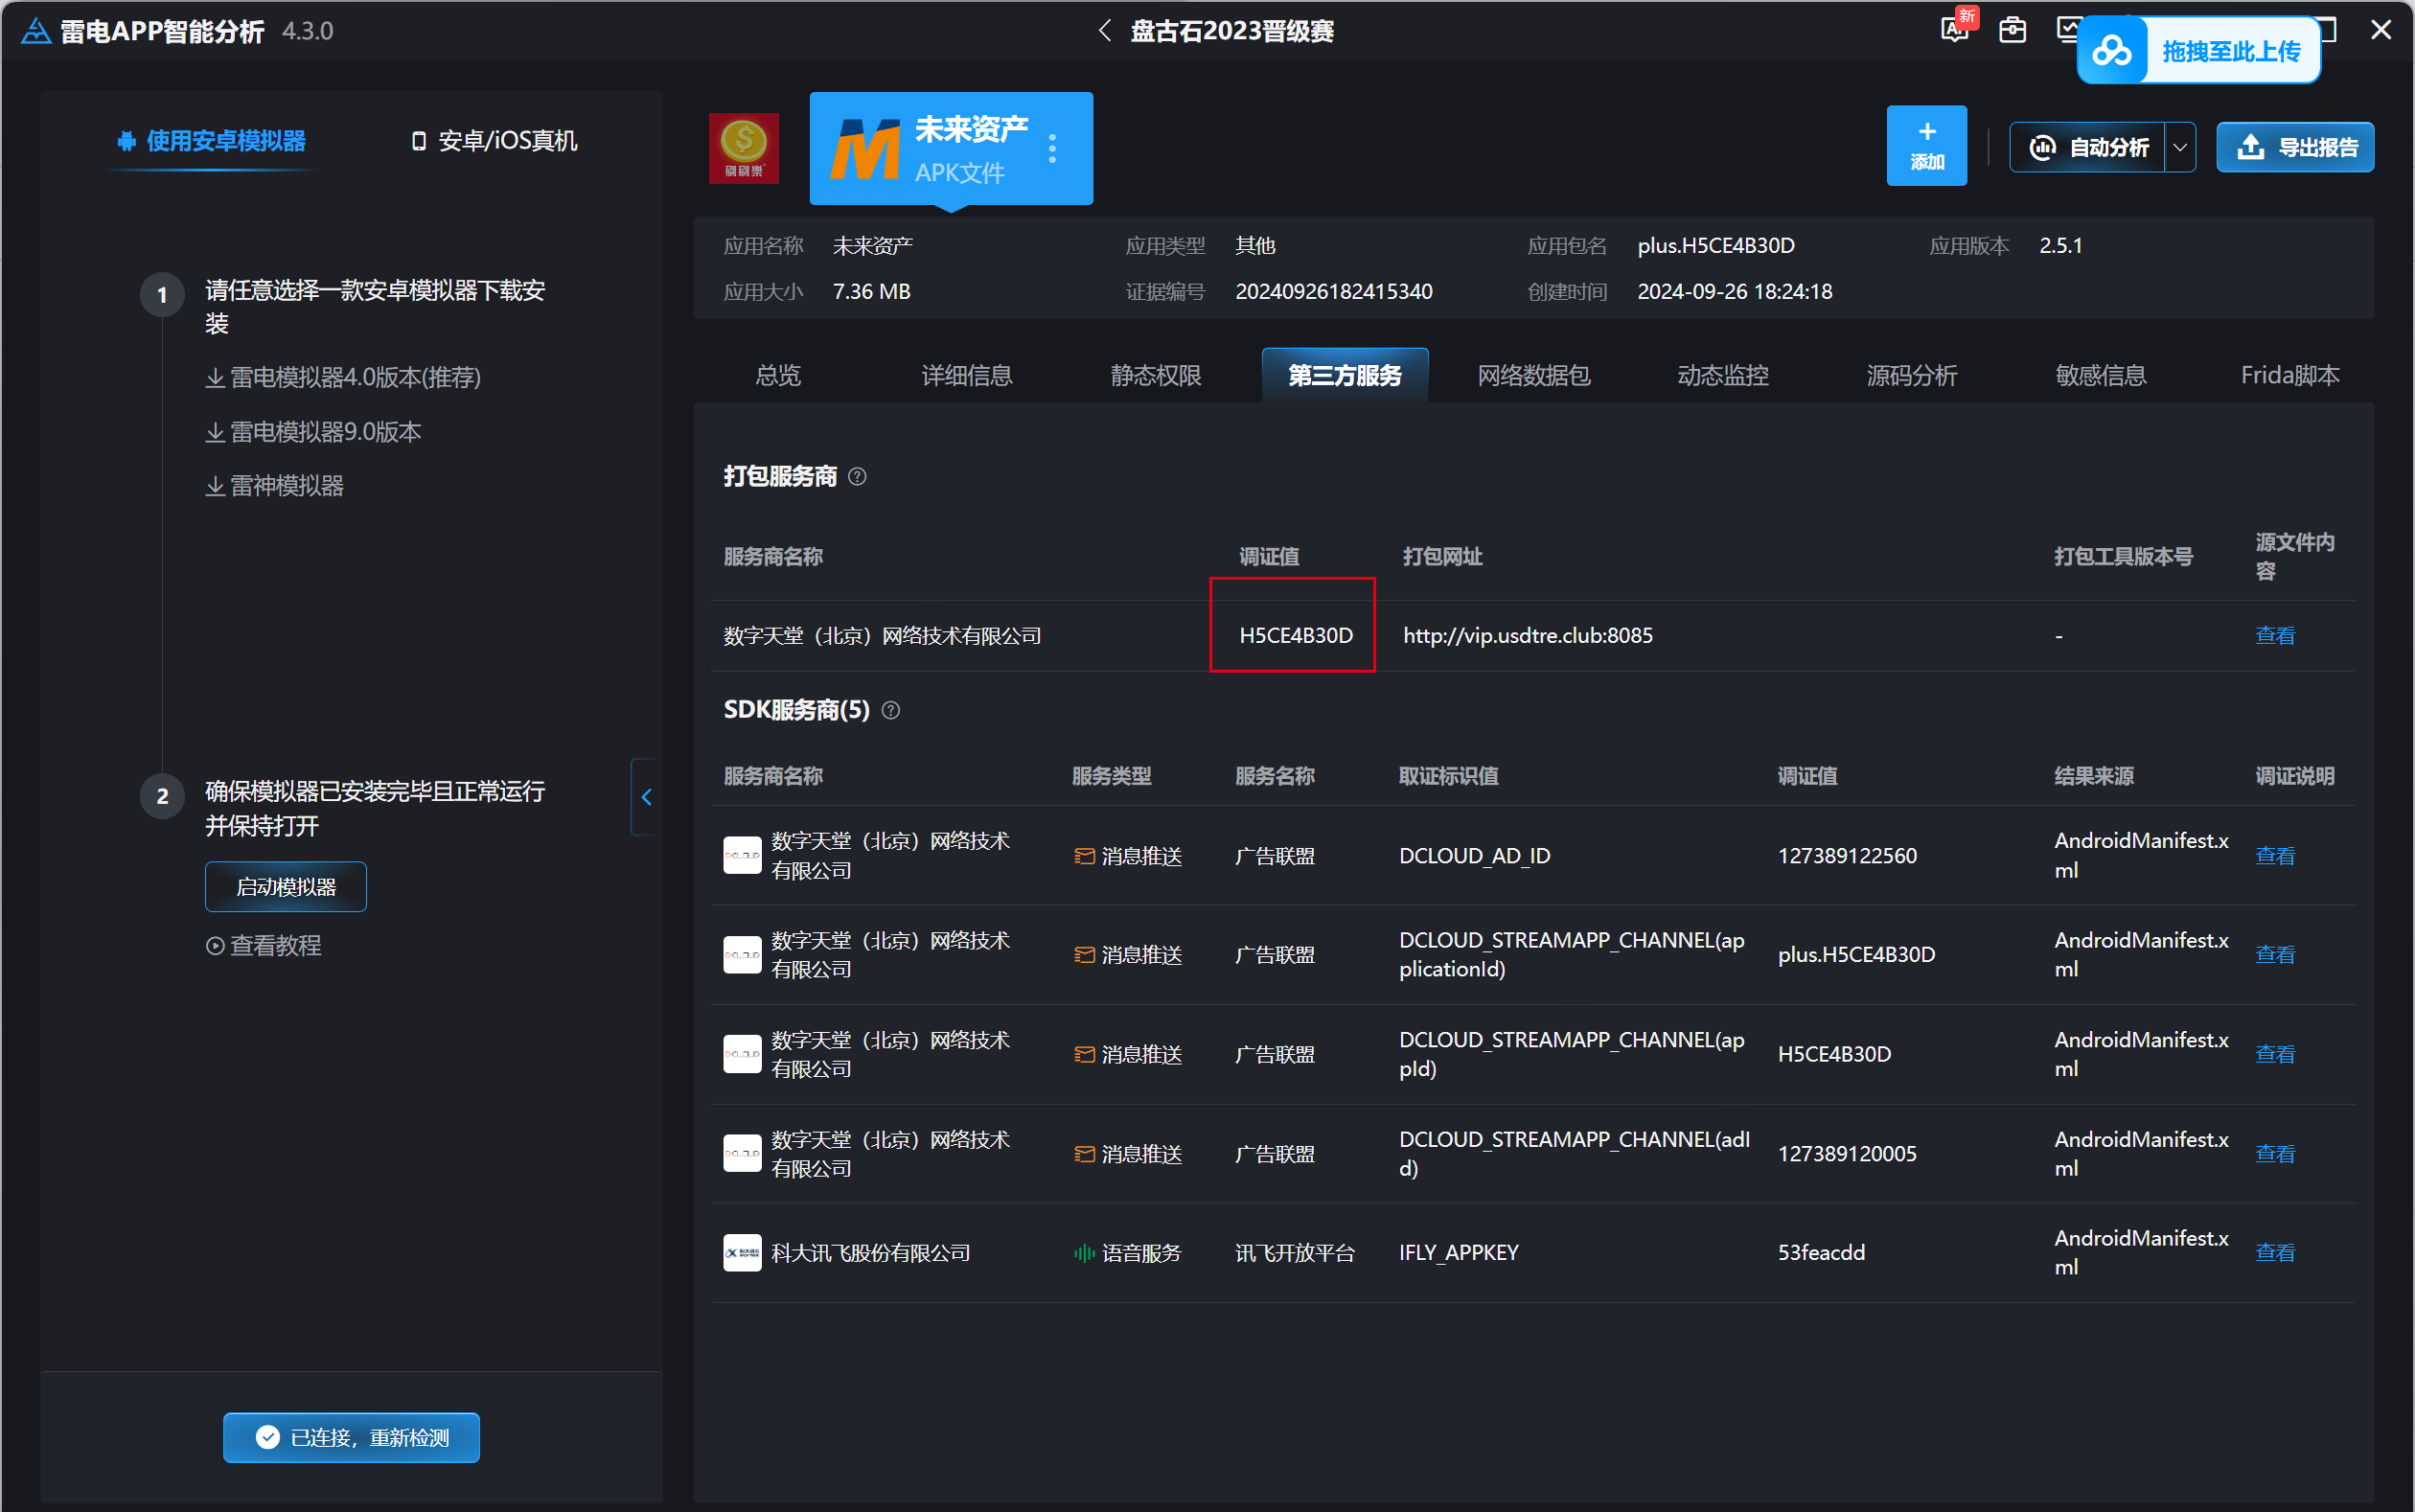 雷电APP智能分析 4.3.0
盘古石2023晋级赛
新
拖拽至此上传
使用安卓模拟器
安卓/iOS真机
1
请任意选择一款安卓模拟器下载安
装
雷电模拟器4.0版本(推荐)
雷电模拟器9.0版本
雷神模拟器
2
确保模拟器已安装完毕且正常运行
并保持打开
启动模拟器
查看教程
已连接，重新检测
刷刷樂
未来资产
APK文件
添加
自动分析
导出报告
应用名称 未来资产 应用类型 其他 应用包名 plus.H5CE4B30D 应用版本 2.5.1
应用大小 7.36 MB 证据编号 20240926182415340 创建时间 2024-09-26 18:24:18
总览 详细信息 静态权限 第三方服务 网络数据包 动态监控 源码分析 敏感信息 Frida脚本
打包服务商
服务商名称 调证值 打包网址 打包工具版本号 源文件内
容
数字天堂（北京）网络技术有限公司 H5CE4B30D http://vip.usdtre.club:8085 - 查看
SDK服务商(5)
服务商名称 服务类型 服务名称 取证标识值 调证值 结果来源 调证说明
数字天堂（北京）网络技术
有限公司
消息推送 广告联盟 DCLOUD_AD_ID 127389122560
AndroidManifest.x
ml
查看
数字天堂（北京）网络技术
有限公司
消息推送 广告联盟
DCLOUD_STREAMAPP_CHANNEL(ap
plicationId)
plus.H5CE4B30D
AndroidManifest.x
ml
查看
数字天堂（北京）网络技术
有限公司
消息推送 广告联盟
DCLOUD_STREAMAPP_CHANNEL(ap
pId)
H5CE4B30D
AndroidManifest.x
ml
查看
数字天堂（北京）网络技术
有限公司
消息推送 广告联盟
DCLOUD_STREAMAPP_CHANNEL(adI
d)
127389120005
AndroidManifest.x
ml
查看
科大讯飞股份有限公司 语音服务 讯飞开放平台 IFLY_APPKEY 53feacdd
AndroidManifest.x
ml
查看